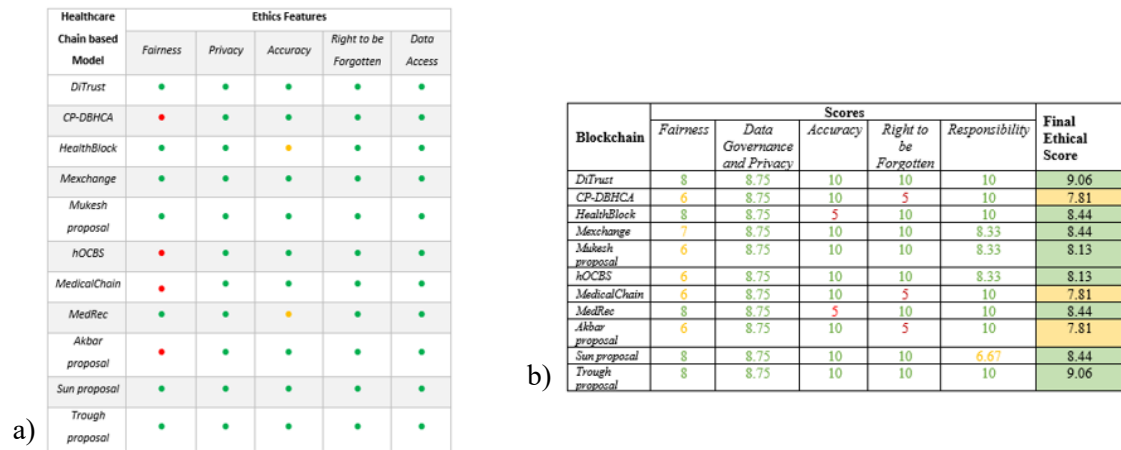 Healthcare
Chain based
Model
Ethics Features
Fairness
Privacy
Accuracy
Right to be
Forgotten
Data
Access
DiTrust
CP-DBHCA
HealthBlock
Mexchange
Mukesh
proposal
hOCBS
MedicalChain
MedRec
Akbar
proposal
Sun proposal
Trough
proposal
a)
Blockchain
Scores
Final
Ethical
Score
Fairness
Data
Governance
and Privacy
Accuracy
Right to
be
Forgotten
Responsibility
DiTrust 8 8.75 10 10 10 9.06
CP-DBHCA 6 8.75 10 5 10 7.81
HealthBlock 8 8.75 5 10 10 8.44
Mexchange 7 8.75 10 10 8.33 8.44
Mukesh
proposal
6 8.75 10 10 8.33 8.13
hOCBS 6 8.75 10 10 8.33 8.13
MedicalChain 6 8.75 10 5 10 7.81
MedRec 8 8.75 5 10 10 8.44
Akbar
proposal
6 8.75 10 5 10 7.81
Sun proposal 8 8.75 10 10 6.67 8.44
Trough
proposal
8 8.75 10 10 10 9.06
b)